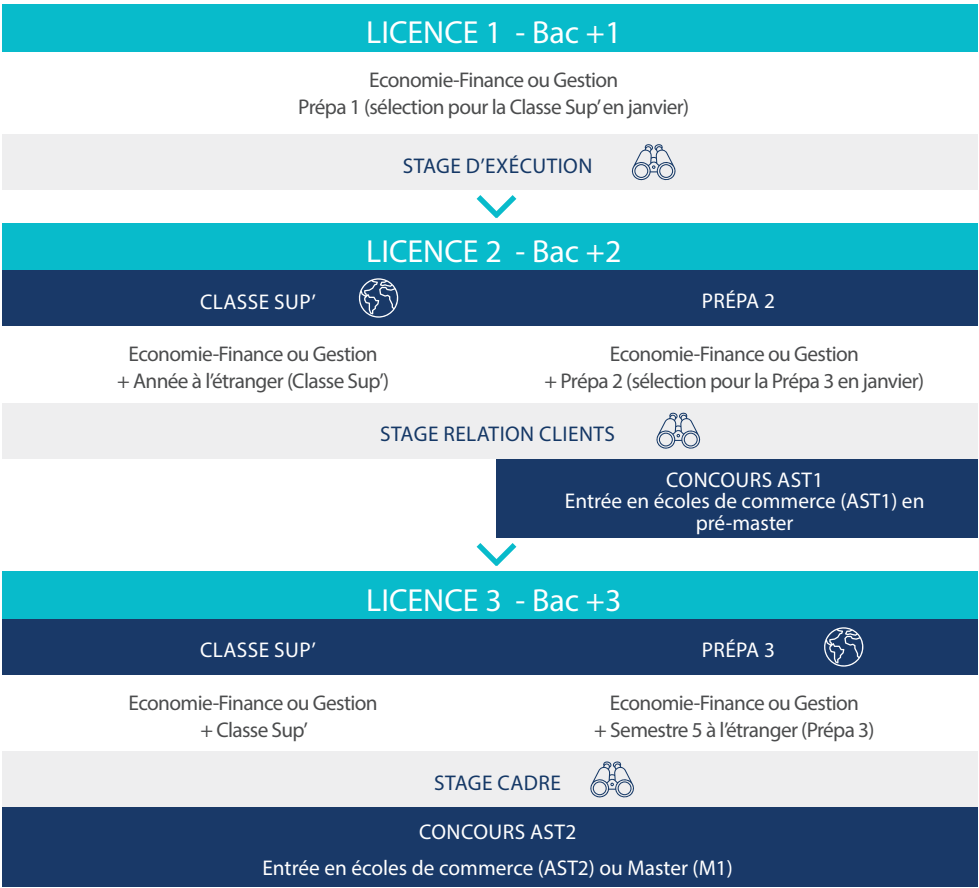 LICENCE 1 - Bac +1
Economie-Finance ou Gestion
Prépa 1 (sélection pour la Classe Sup' en janvier)
STAGE D'EXÉCUTION
LICENCE 2 - Bac +2
CLASSE SUP'
PRÉPA 2
Economie-Finance ou Gestion
+ Année à l'étranger (Classe Sup')
Economie-Finance ou Gestion
+ Prépa 2 (sélection pour la Prépa 3 en janvier)
STAGE RELATION CLIENTS
CONCOURS AST1
Entrée en écoles de commerce (AST1) en
pré-master
LICENCE 3 - Bac +3
CLASSE SUP'
PRÉPA 3
Economie-Finance ou Gestion
+ Classe Sup'
Economie-Finance ou Gestion
+ Semestre 5 à l'étranger (Prépa 3)
STAGE CADRE
CONCOURS AST2
Entrée en écoles de commerce (AST2) ou Master (M1)